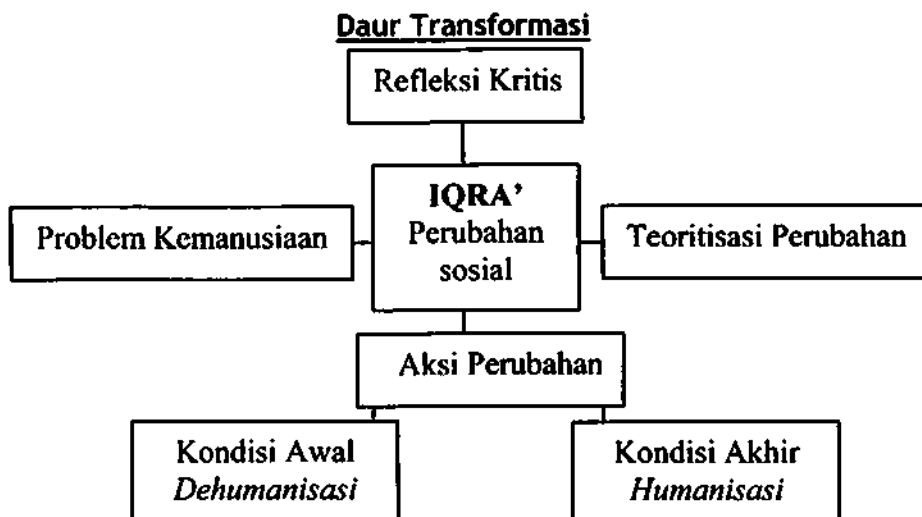 Daur Transformasi
Refleksi Kritis
IQRA'
Perubahan
sosial
Problem Kemanusiaan
Teoritisasi Perubahan
Aksi Perubahan
Kondisi Awal
Dehumanisasi
Kondisi Akhir
Humanisasi